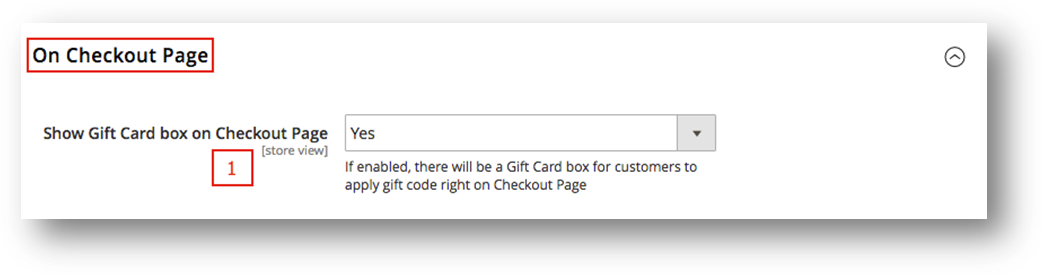 On Checkout Page
Show Gift Card box on Checkout Page
Yes
[store view]
1
If enabled, there will be a Gift Card box for customers to
apply gift code right on Checkout Page